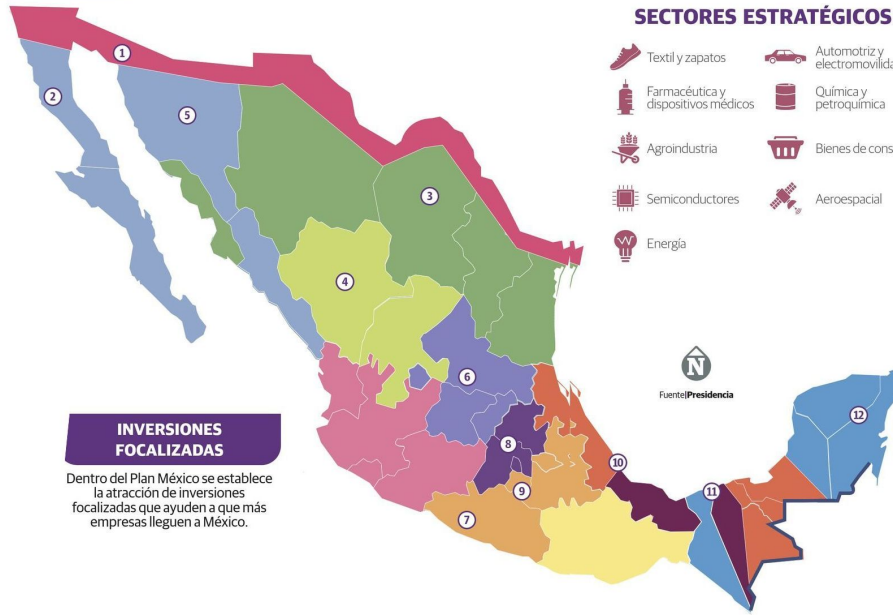 SECTORES ESTRATÉGICOS
Textil y zapatos
Automotriz y
Farmacéutica y
dispositivos médicos
Química y
petroquímica
Agroindustria
Bienes de
Semiconductores
Aeroespacial
Energía
1
2
5
3
4
6
N
Fuente|Presidencia
12
INVERSIONES
FOCALIZADAS
Dentro del Plan México se establece
la atracción de inversiones
focalizadas que ayuden a que más
empresas lleguen a México.
8
10
11
9
7